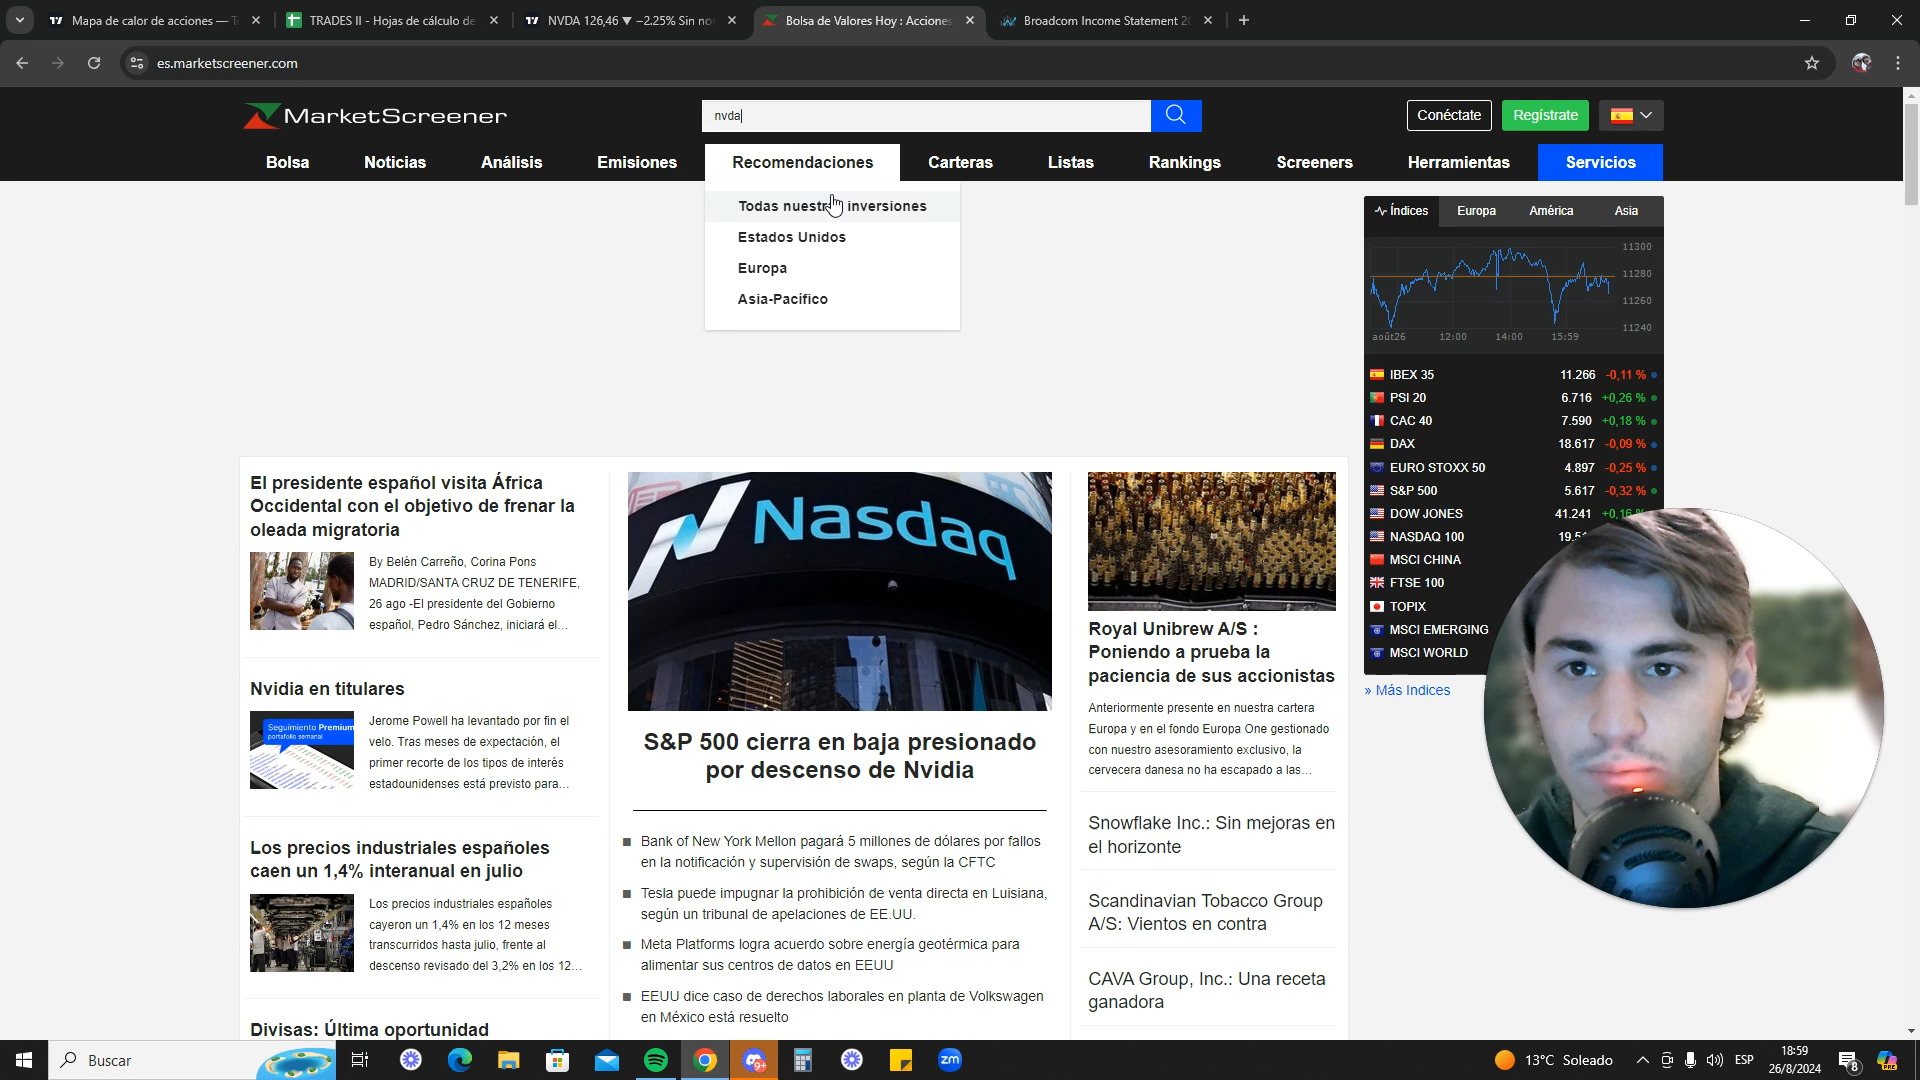 Mapa de calor de acciones —
TRADES II - Hojas de cálculo de
NVDA 126,46 ▼ −2.25% Sin no
Bolsa de Valores Hoy : Acciones
Broadcom Income Statement 2
es.marketscreener.com
MarketScreener
nvda
Conéctate
Regístrate
Bolsa
Noticias
Análisis
Emisiones
Recomendaciones
Carteras
Listas
Rankings
Screeners
Herramientas
Servicios
Todas nuestra inversiones
Estados Unidos
Europa
Asia-Pacífico
Índices
Europa
América
Asia
11300
11280
11260
11240
août26
12:00
14:00
15:59
IBEX 35 11.266 -0,11 %
PSI 20 6.716 +0,26 %
CAC 40 7.590 +0,18 %
DAX 18.617 -0,09 %
EURO STOXX 50 4.897 -0,25 %
S&P 500 5.617 -0,32 %
DOW JONES 41.241 +0,16 %
NASDAQ 100 19.5
MSCI CHINA
FTSE 100
TOPIX
MSCI EMERGING
MSCI WORLD
» Más Indices
El presidente español visita África
Occidental con el objetivo de frenar la
oleada migratoria
By Belén Carreño, Corina Pons
MADRID/SANTA CRUZ DE TENERIFE,
26 ago -El presidente del Gobierno
español, Pedro Sánchez, iniciará el...
Nvidia en titulares
Seguimiento Premium
portafolio semanal
Jerome Powell ha levantado por fin el
velo. Tras meses de expectación, el
primer recorte de los tipos de interés
estadounidenses está previsto para...
Los precios industriales españoles
caen un 1,4% interanual en julio
Los precios industriales españoles
cayeron un 1,4% en los 12 meses
transcurridos hasta julio, frente al
descenso revisado del 3,2% en los 12...
Divisas: Última oportunidad
Nasdaq
S&P 500 cierra en baja presionado
por descenso de Nvidia
Bank of New York Mellon pagará 5 millones de dólares por fallos
en la notificación y supervisión de swaps, según la CFTC
Tesla puede impugnar la prohibición de venta directa en Luisiana,
según un tribunal de apelaciones de EE.UU.
Meta Platforms logra acuerdo sobre energía geotérmica para
alimentar sus centros de datos en EEUU
EEUU dice caso de derechos laborales en planta de Volkswagen
en México está resuelto
Royal Unibrew A/S :
Poniendo a prueba la
paciencia de sus accionistas
Anteriormente presente en nuestra cartera
Europa y en el fondo Europa One gestionado
con nuestro asesoramiento exclusivo, la
cervecera danesa no ha escapado a las...
Snowflake Inc.: Sin mejoras en
el horizonte
Scandinavian Tobacco Group
A/S: Vientos en contra
CAVA Group, Inc.: Una receta
ganadora
Buscar
9+
zm
13°C Soleado
ESP
18:59
26/8/2024
8
PRE